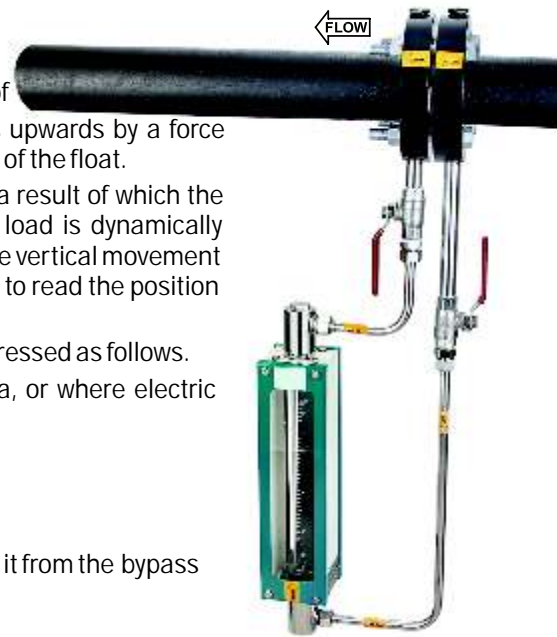 FLOW
of
upwards by a force
of the float.
a result of which the
load is dynamically
e vertical movement
to read the position
ressed as follows.
a, or where electric
it from the bypass